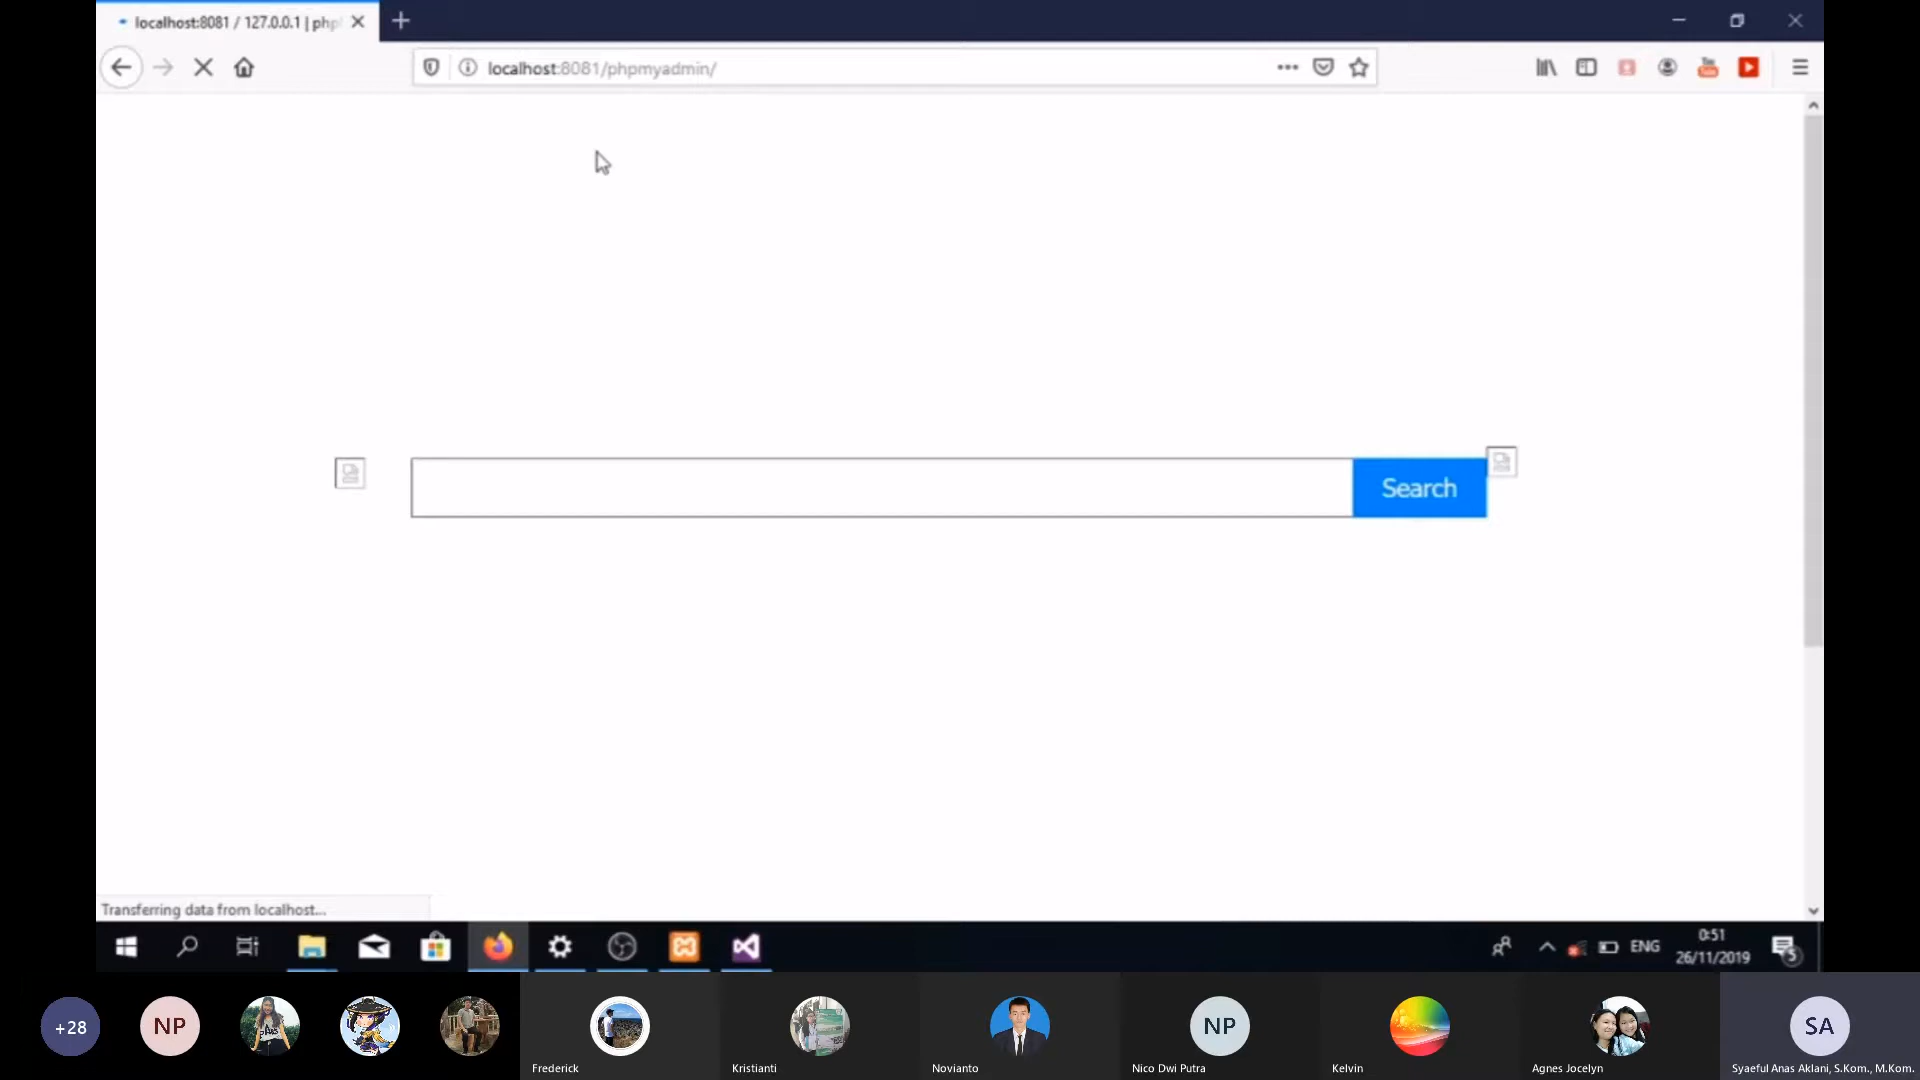 localhost:8081 / 127.0.0.1 | php
localhost:8081/phpmyadmin/
Search
Transferring data from localhost...
ENG
0:51
26/11/2019
5
+28
NP
NP
SA
Frederick
Kristianti
Novianto
Nico Dwi Putra
Kelvin
Agnes Jocelyn
Syaeful Anas Aklani, S.Kom., M.Kom.